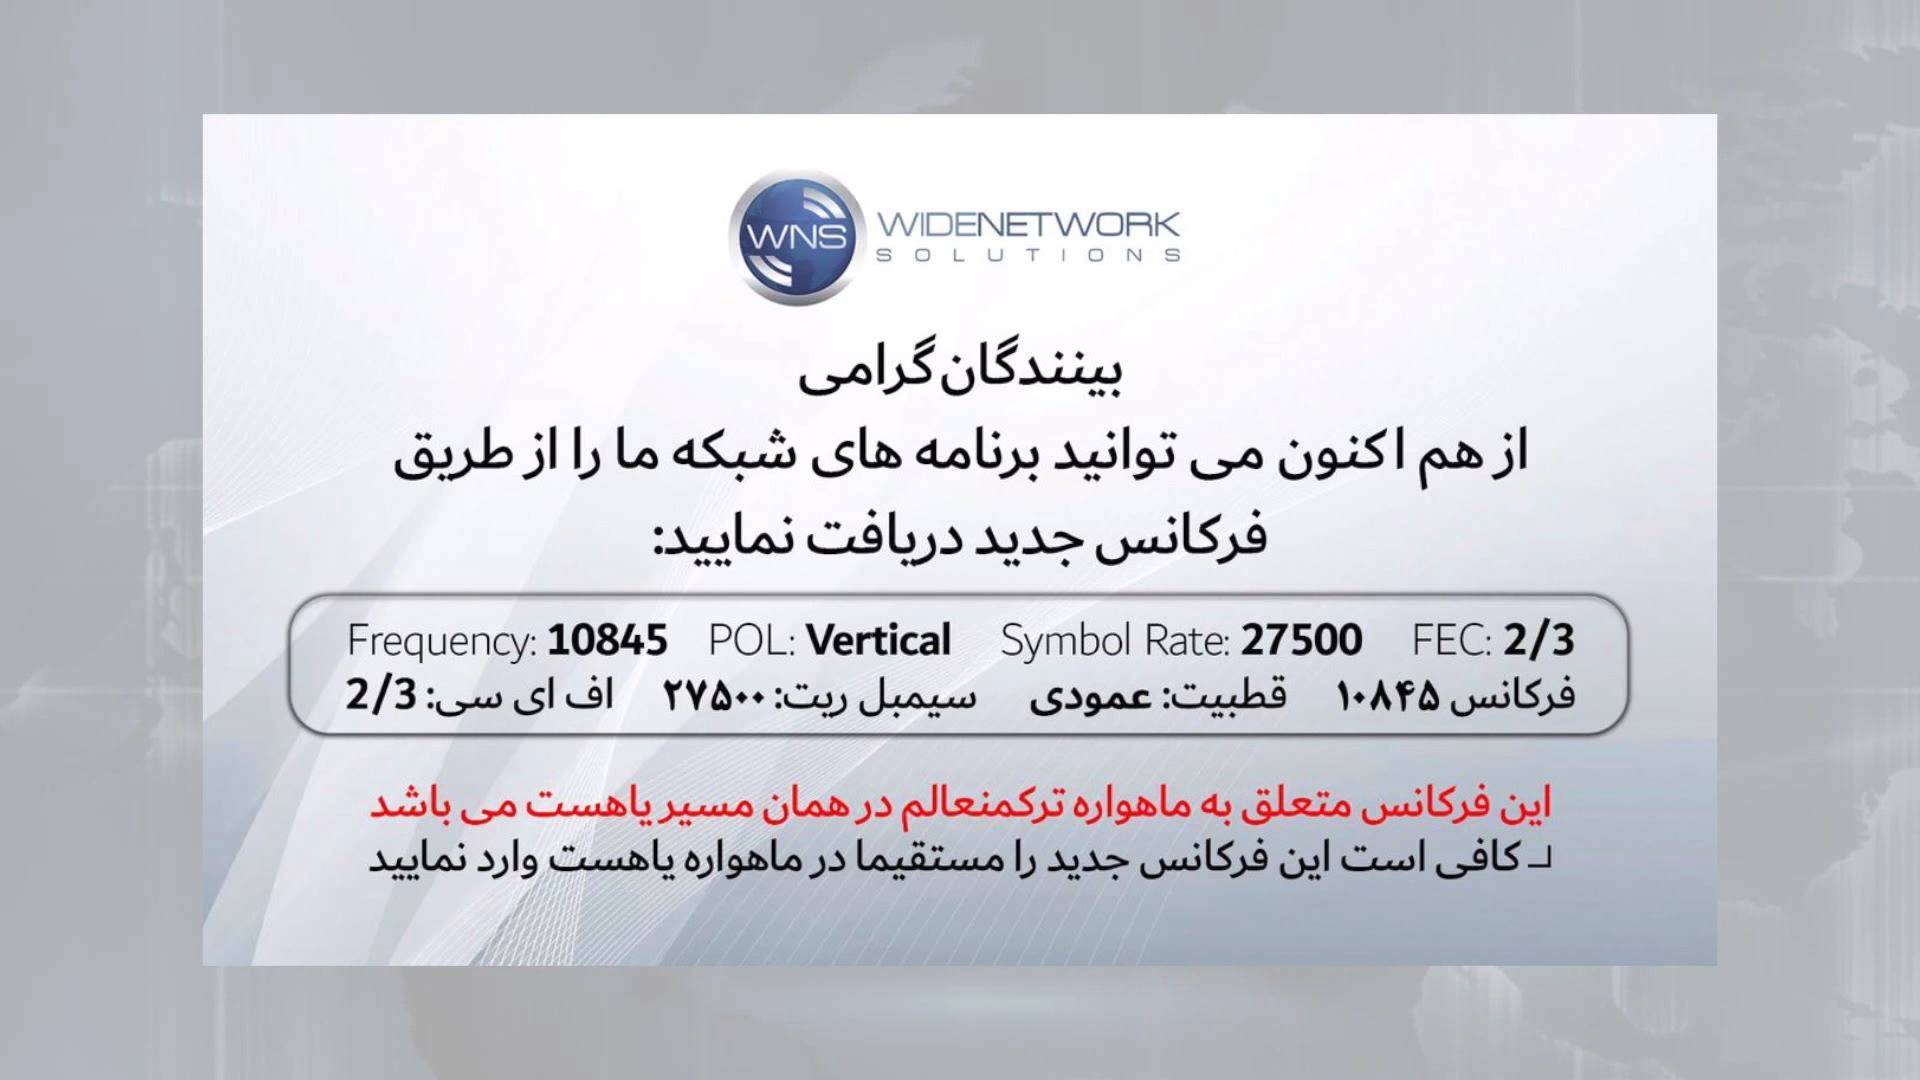 WNS
WIDENETWORK
SOLUTIONS
بینندگان گرامی
از هم اکنون می توانید برنامه های شبکه ما را از طریق
فرکانس جدید دریافت نمایید:
Frequency: 10845 POL: Vertical Symbol Rate: 27500 FEC: 2/3
فرکانس ۱۰۸۴۵ قطبیت: عمودی سیمبل ریت: ۲۷۵۰۰ اف ای سی: 2/3
این فرکانس متعلق به ماهواره ترکمنعالم در همان مسیر یاهست می باشد
کافی است این فرکانس جدید را مستقیما در ماهواره یاهست وارد نمایید